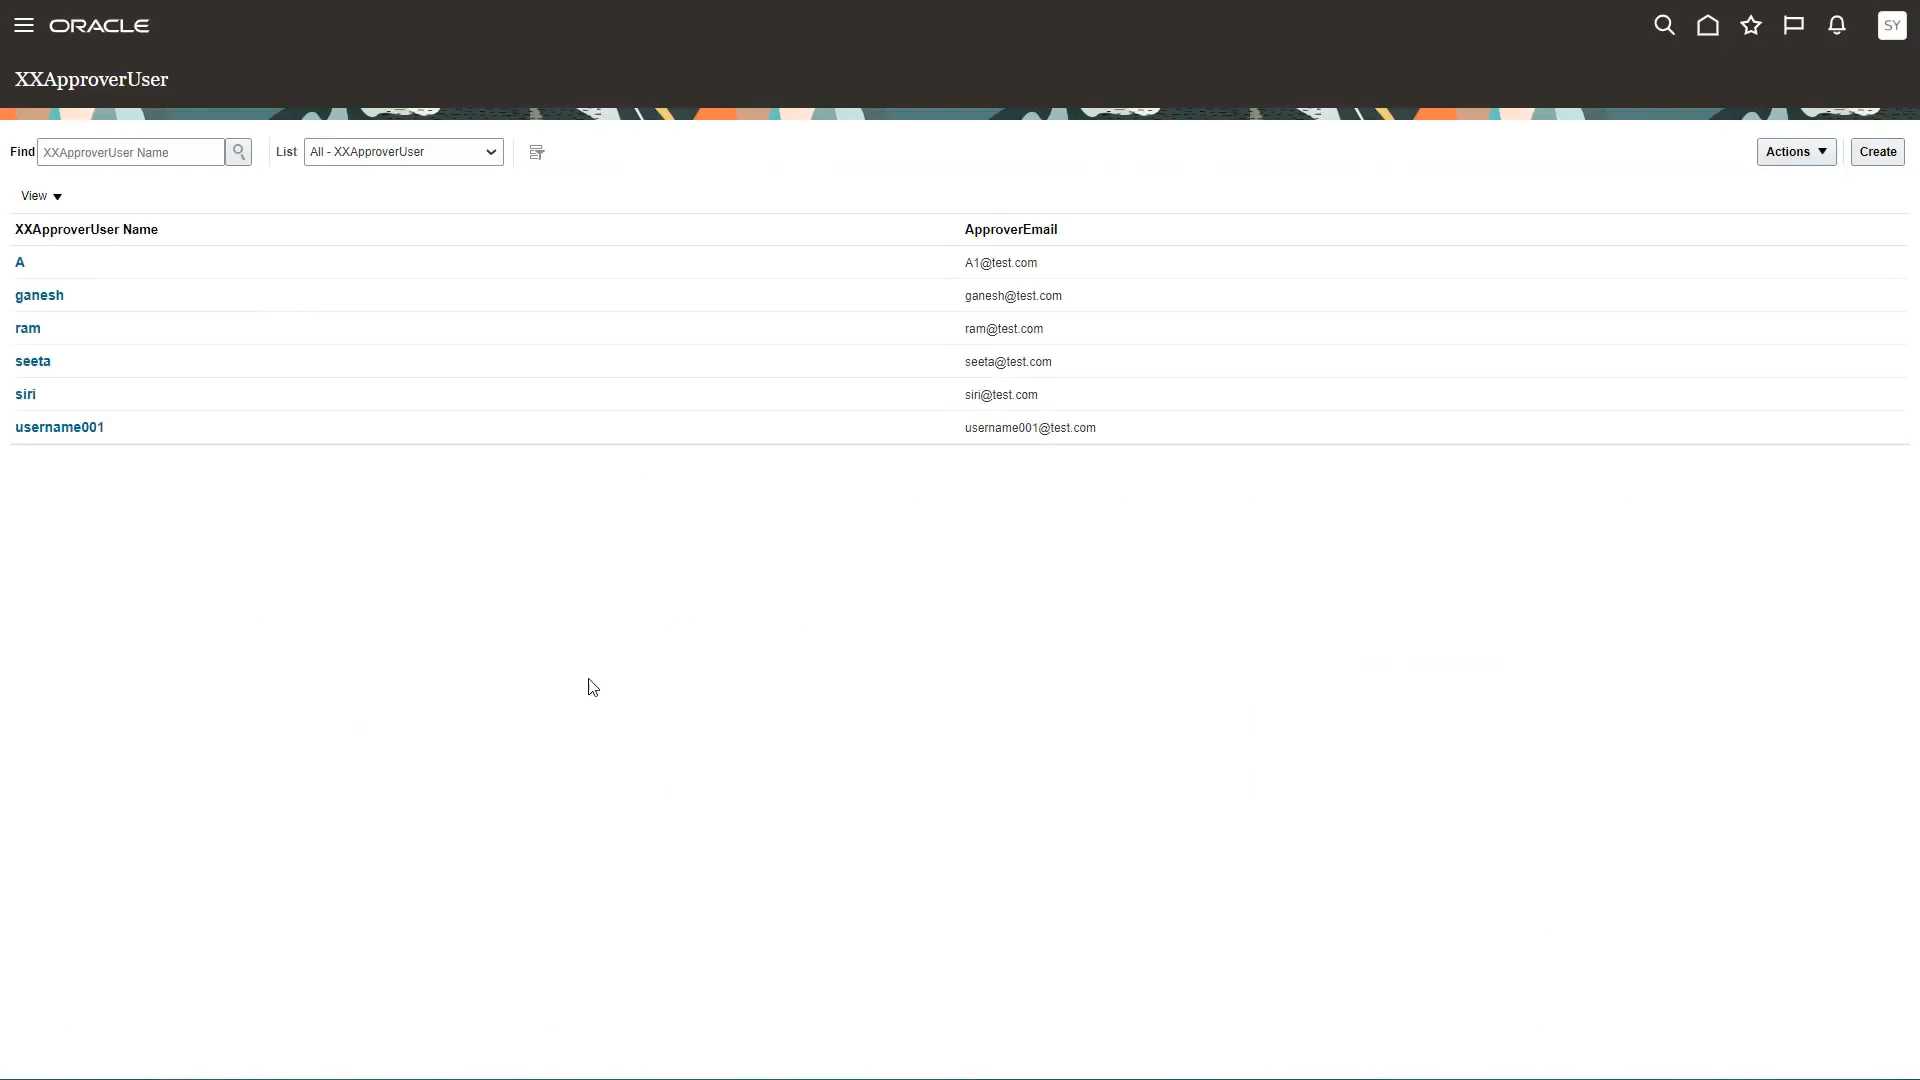 ORACLE
SY
XXApproverUser
Find XXApproverUser Name List All - XXApproverUser Actions Create
View
XXApproverUser Name ApproverEmail
A A1@test.com
ganesh ganesh@test.com
ram ram@test.com
seeta seeta@test.com
siri siri@test.com
username001 username001@test.com